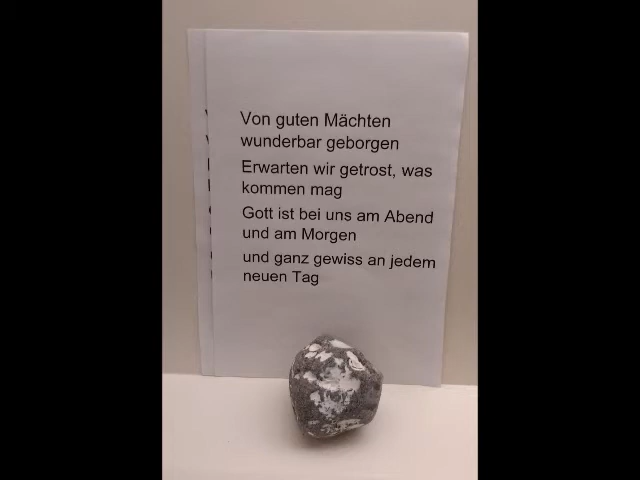 Von guten Mächten
wunderbar geborgen
Erwarten wir getrost, was
kommen mag
Gott ist bei uns am Abend
und am Morgen
und ganz gewiss an jedem
neuen Tag